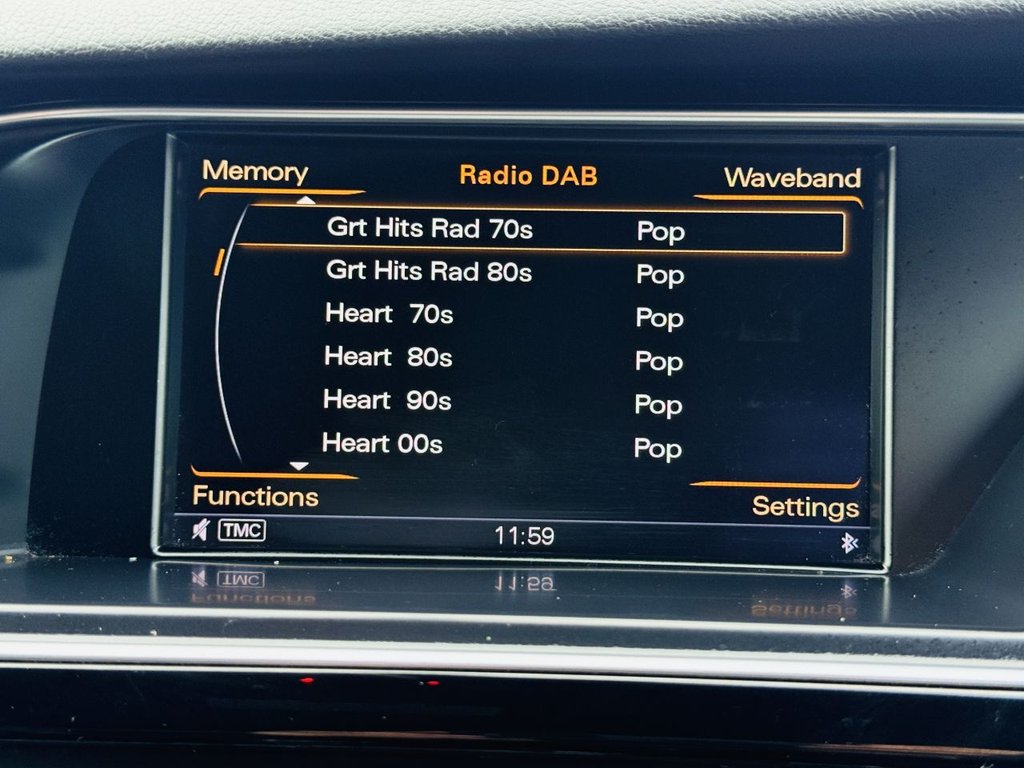 Memory Radio DAB Waveband
Grt Hits Rad 70s Pop
Grt Hits Rad 80s Pop
Heart 70s Pop
Heart 80s Pop
Heart 90s Pop
Heart 00s Pop
Functions Settings
TMC 11:59